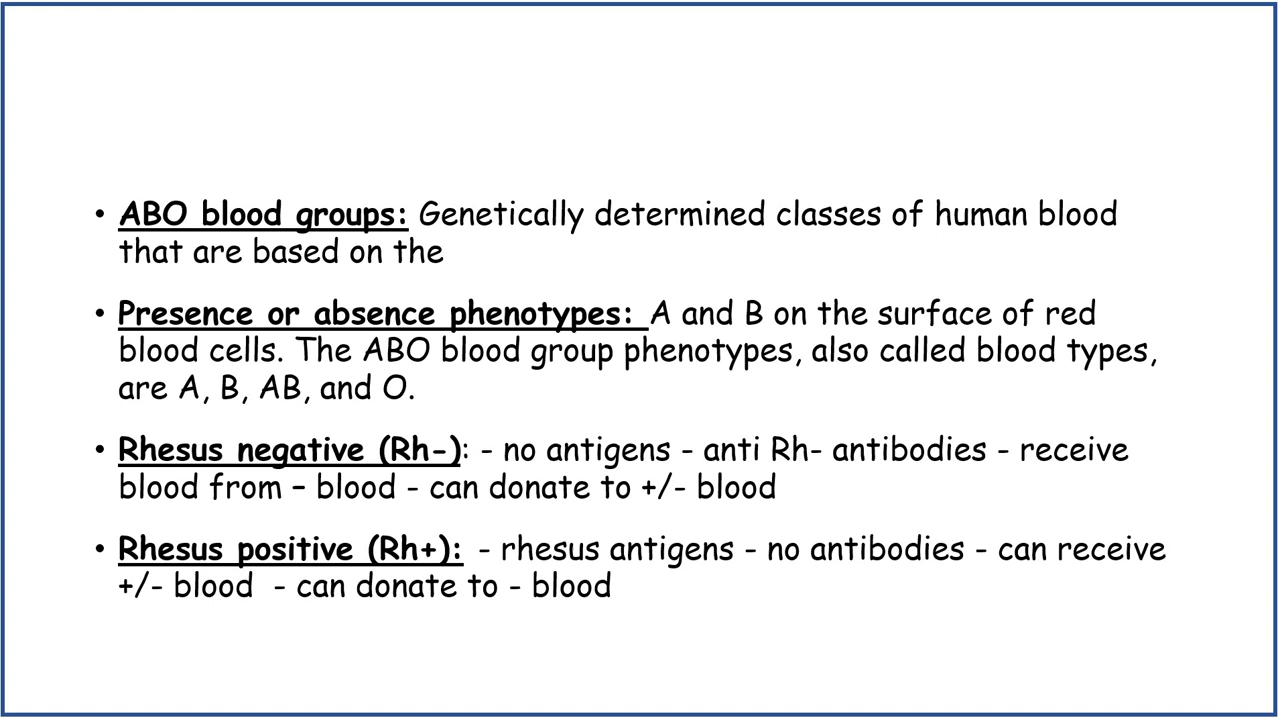 • ABO blood groups: Genetically determined classes of human blood
that are based on the
• Presence or absence phenotypes: A and B on the surface of red
blood cells. The ABO blood group phenotypes, also called blood types,
are A, B, AB, and O.
• Rhesus negative (Rh-): - no antigens - anti Rh- antibodies - receive
blood from – blood - can donate to +/- blood
• Rhesus positive (Rh+): - rhesus antigens - no antibodies - can receive
+/- blood - can donate to - blood